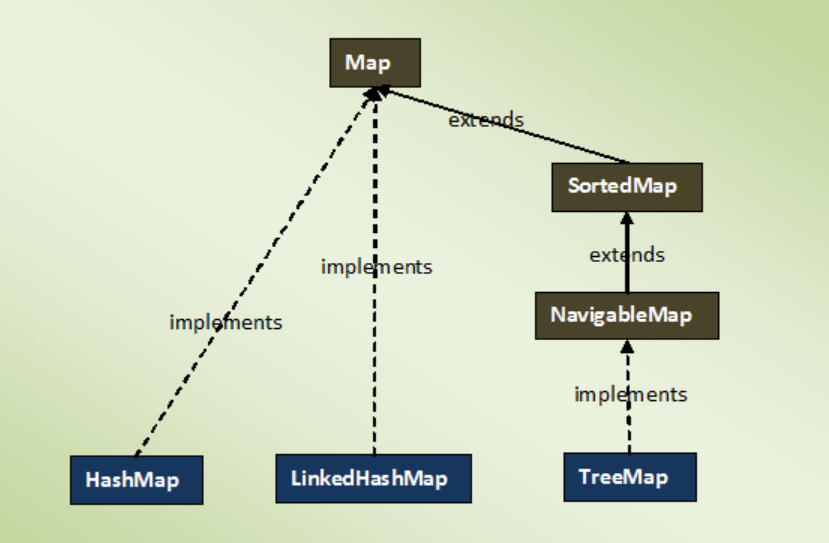 Map
extends
SortedMap
extends
implements
NavigableMap
implements
implements
HashMap
LinkedHashMap
TreeMap